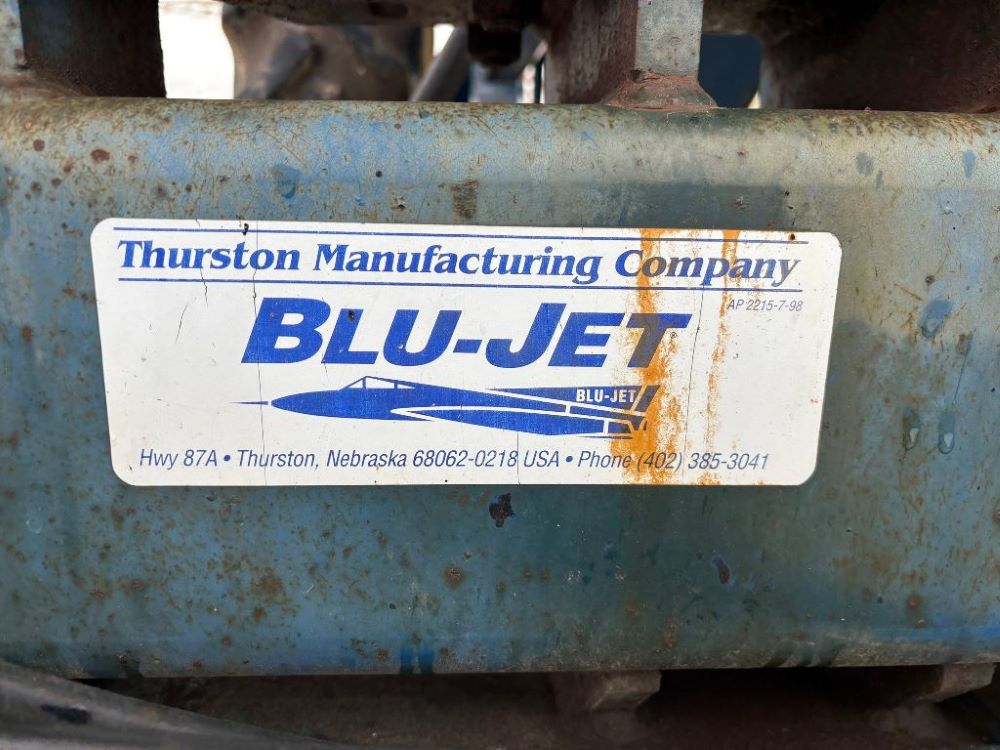 Thurston Manufacturing Company
AP 2215-7-98
BLU-JET
BLU-JET
Hwy 87A • Thurston, Nebraska 68062-0218 USA • Phone (402) 385-3041